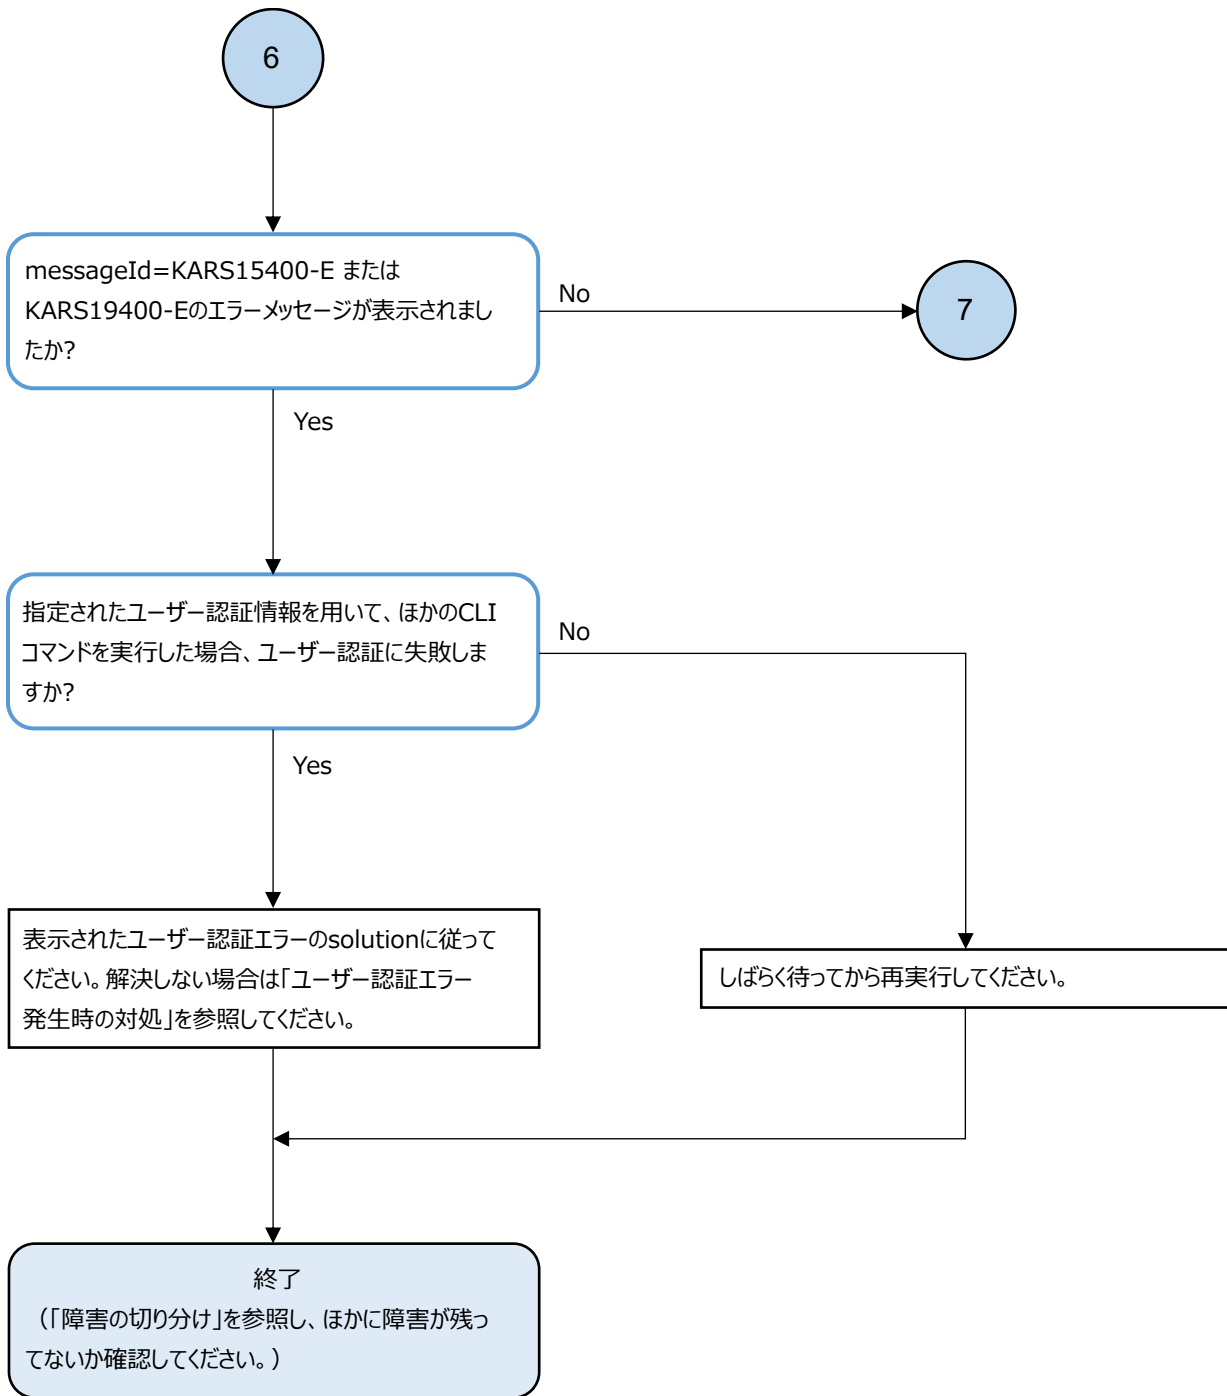 6
messageId=KARS15400-E または
KARS19400-Eのエラーメッセージが表示されまし
たか?
No
7
Yes
指定されたユーザー認証情報を用いて、ほかのCLI
コマンドを実行した場合、ユーザー認証に失敗しま
すか?
No
Yes
表示されたユーザー認証エラーのsolutionに従って
ください。解決しない場合は「ユーザー認証エラー
発生時の対処」を参照してください。
しばらく待ってから再実行してください。
終了
（「障害の切り分け」を参照し、ほかに障害が残っ
てないか確認してください。）